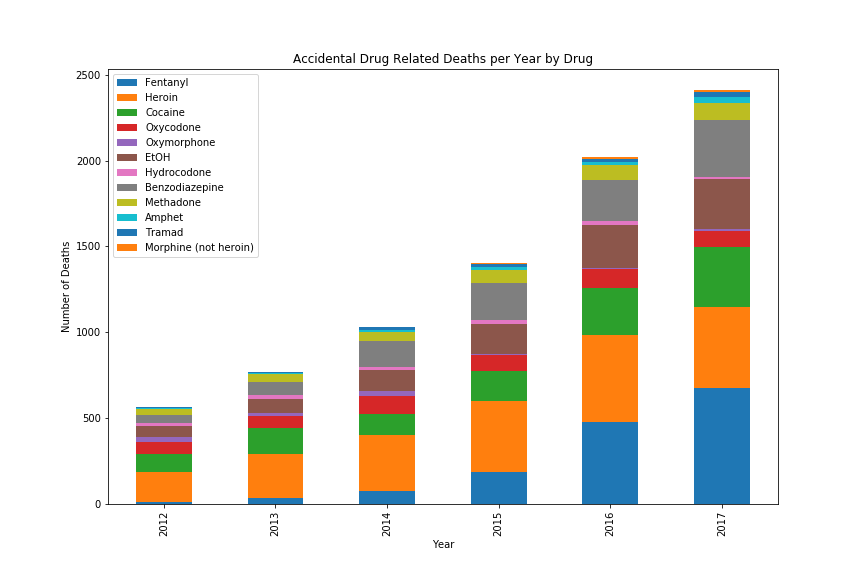 Accidental Drug Related Deaths per Year by Drug
2500
2000
1500
1000
500
0
Number of Deaths
Fentanyl
Heroin
Cocaine
Oxycodone
Oxymorphone
EtOH
Hydrocodone
Benzodiazepine
Methadone
Amphet
Tramad
Morphine (not heroin)
2012
2013
2014
2015
2016
2017
Year